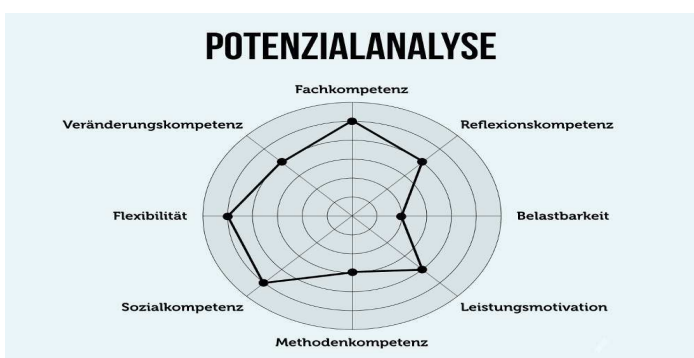 POTENZIALANALYSE
Fachkompetenz
Veränderungskompetenz
Reflexionskompetenz
Flexibilität
Belastbarkeit
Sozialkompetenz
Leistungsmotivation
Methodenkompetenz